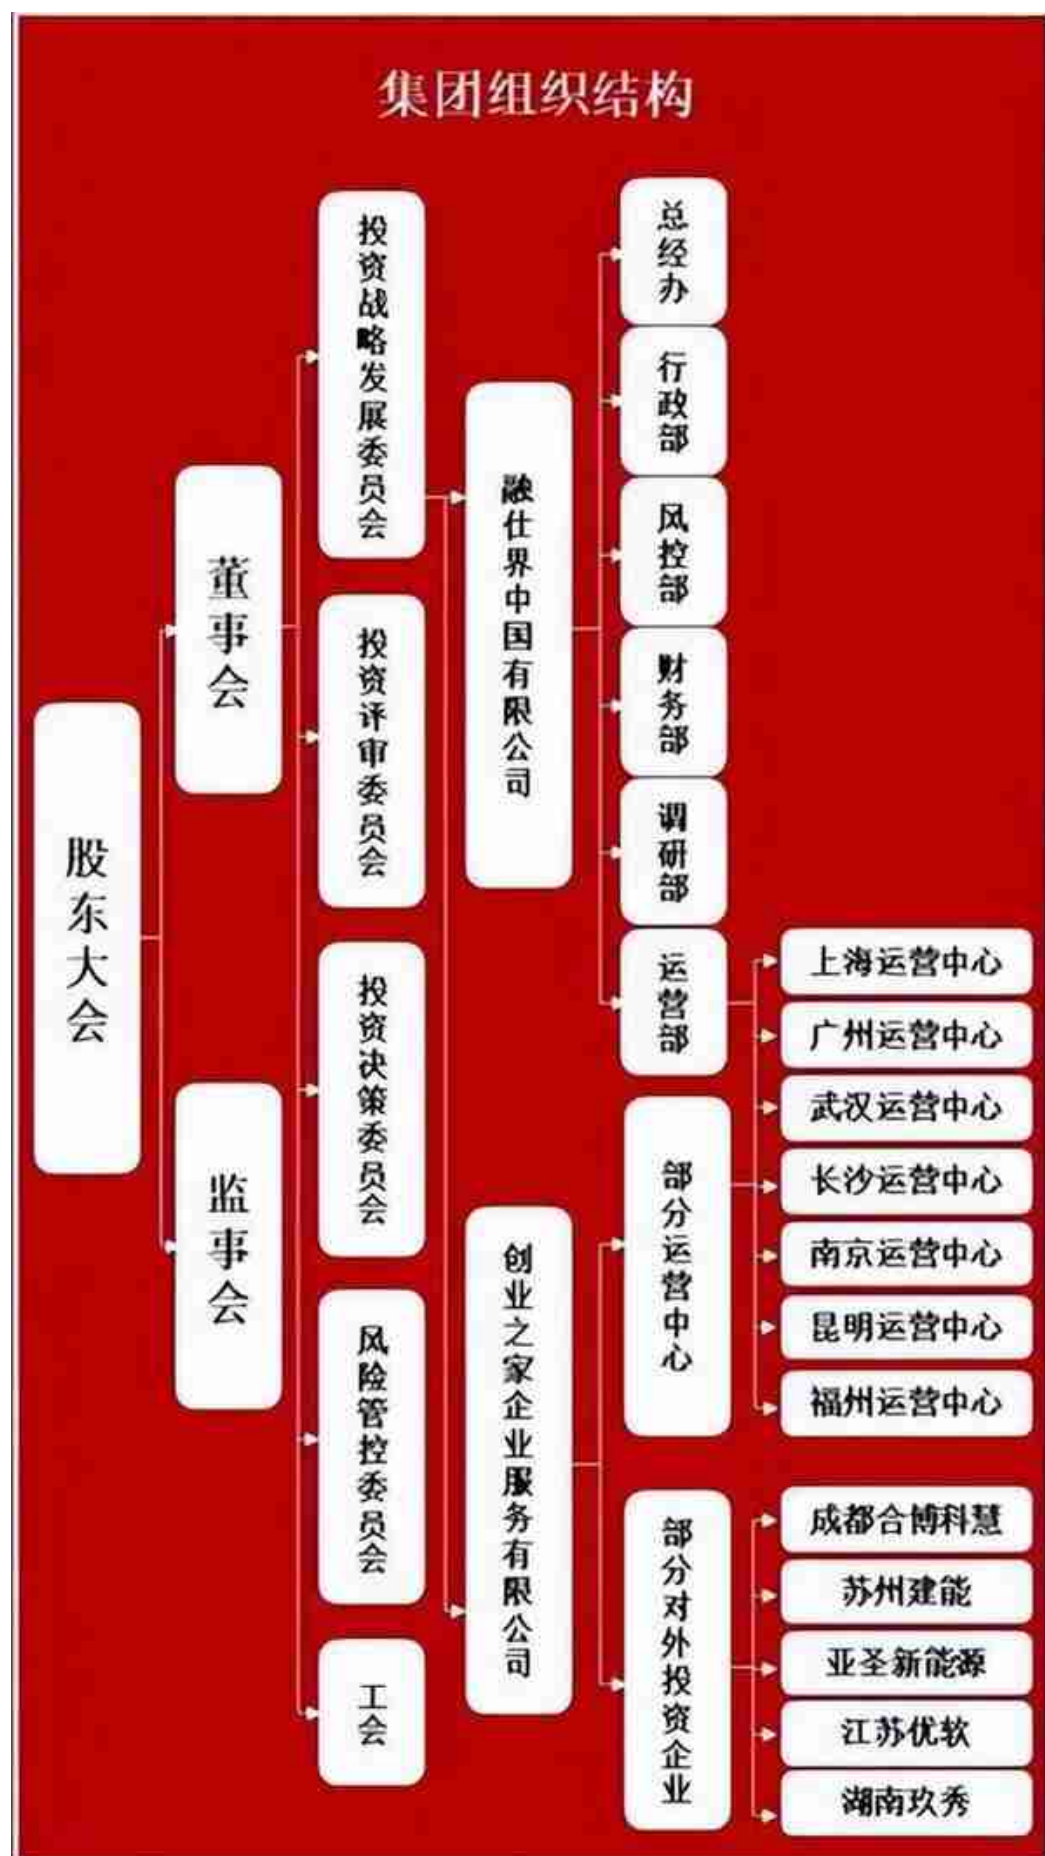 集团组织结构
股东大会
董事会
监事会
投资战略发展委员会
投资评审委员会
投资决策委员会
风险管控委员会
工会
融仕界中国有限公司
创业之家企业服务有限公司
总经办
行政部
风控部
财务部
调研部
运营部
部分运营中心
部分对外投资企业
上海运营中心
广州运营中心
武汉运营中心
长沙运营中心
南京运营中心
昆明运营中心
福州运营中心
成都合博科慧
苏州建能
亚圣新能源
江苏优软
湖南玖秀